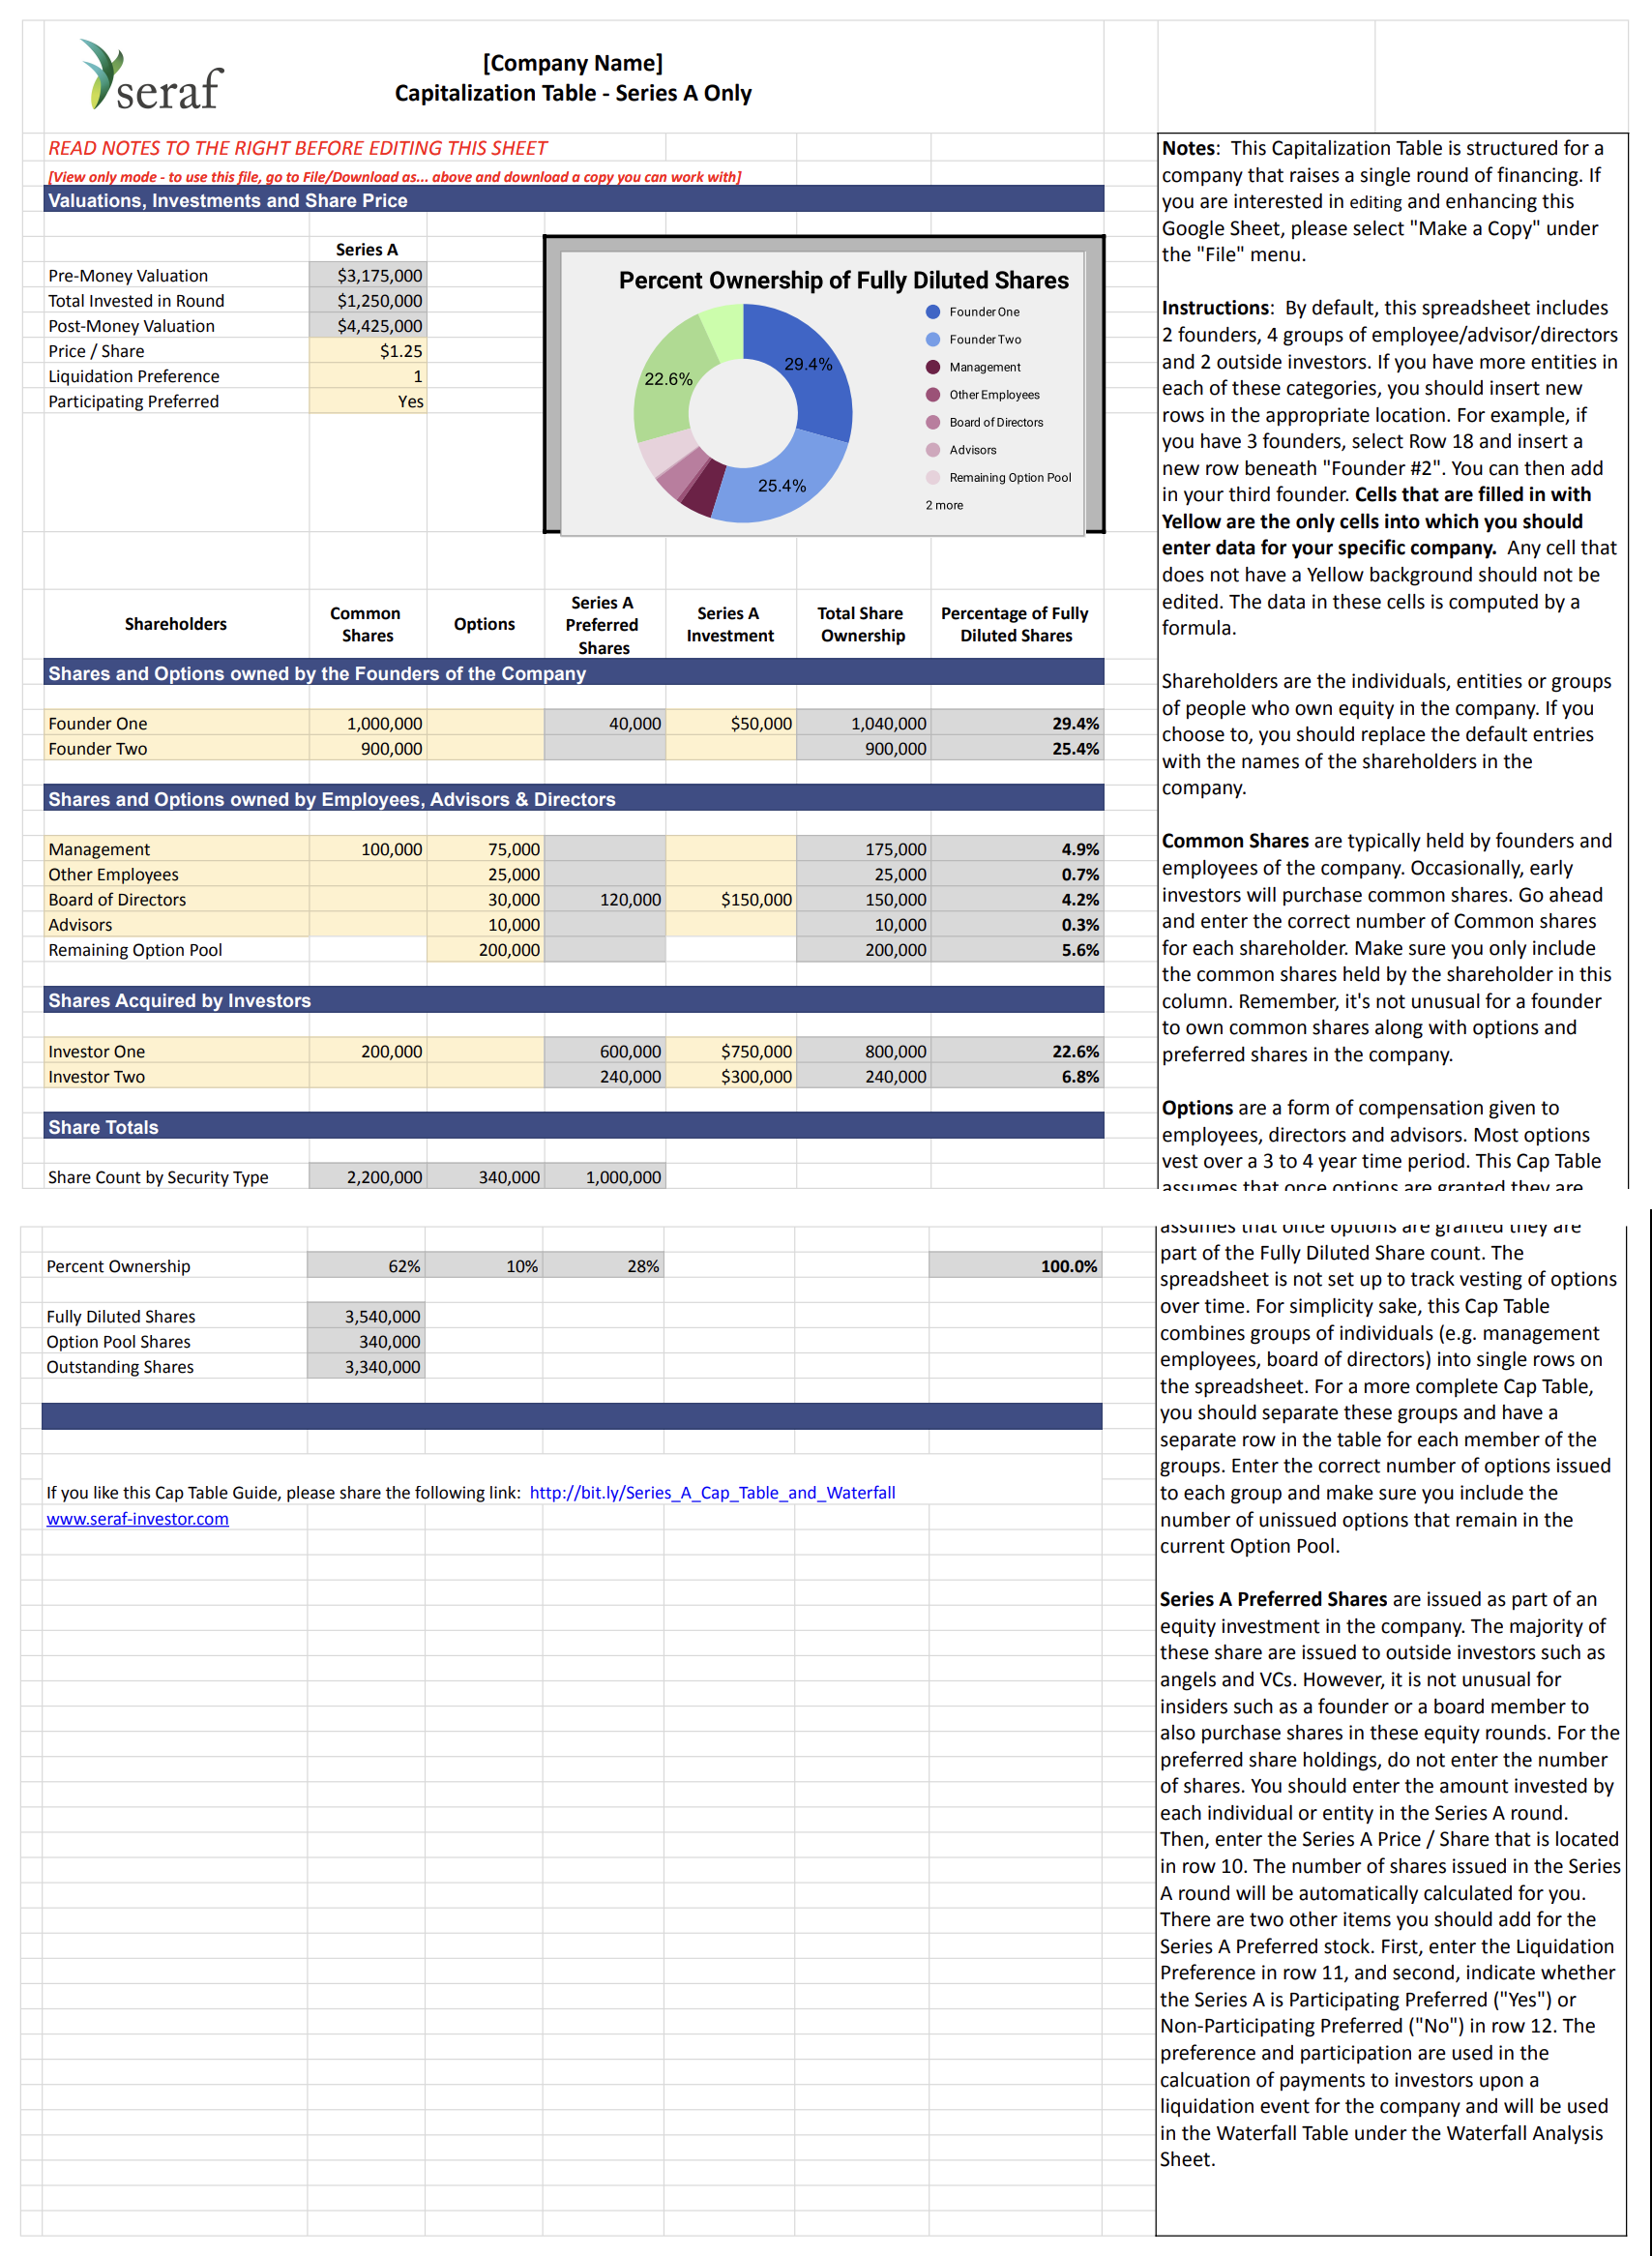 seraf
[Company Name]
Capitalization Table - Series A Only
READ NOTES TO THE RIGHT BEFORE EDITING THIS SHEET
[View only mode - to use this file, go to File/Download as... above and download a copy you can work with]
Valuations, Investments and Share Price
Series A
Pre-Money Valuation $3,175,000
Total Invested in Round $1,250,000
Post-Money Valuation $4,425,000
Price / Share $1.25
Liquidation Preference 1
Participating Preferred Yes
Percent Ownership of Fully Diluted Shares
29.4%
22.6%
25.4%
Founder One
Founder Two
Management
Other Employees
Board of Directors
Advisors
Remaining Option Pool
2 more
Shareholders Common Shares Options Series A Preferred Shares Series A Investment Total Share Ownership Percentage of Fully Diluted Shares
Shares and Options owned by the Founders of the Company
Founder One 1,000,000 40,000 $50,000 1,040,000 29.4%
Founder Two 900,000 900,000 25.4%
Shares and Options owned by Employees, Advisors & Directors
Management 100,000 75,000 175,000 4.9%
Other Employees 25,000 25,000 0.7%
Board of Directors 30,000 120,000 $150,000 150,000 4.2%
Advisors 10,000 10,000 0.3%
Remaining Option Pool 200,000 200,000 5.6%
Shares Acquired by Investors
Investor One 200,000 600,000 $750,000 800,000 22.6%
Investor Two 240,000 $300,000 240,000 6.8%
Share Totals
Share Count by Security Type 2,200,000 340,000 1,000,000
Percent Ownership 62% 10% 28% 100.0%
Fully Diluted Shares 3,540,000
Option Pool Shares 340,000
Outstanding Shares 3,340,000
If you like this Cap Table Guide, please share the following link: http://bit.ly/Series_A_Cap_Table_and_Waterfall
www.seraf-investor.com
Notes: This Capitalization Table is structured for a
company that raises a single round of financing. If
you are interested in editing and enhancing this
Google Sheet, please select "Make a Copy" under
the "File" menu.
Instructions: By default, this spreadsheet includes
2 founders, 4 groups of employee/advisor/directors
and 2 outside investors. If you have more entities in
each of these categories, you should insert new
rows in the appropriate location. For example, if
you have 3 founders, select Row 18 and insert a
new row beneath "Founder #2". You can then add
in your third founder. Cells that are filled in with
Yellow are the only cells into which you should
enter data for your specific company. Any cell that
does not have a Yellow background should not be
edited. The data in these cells is computed by a
formula.
Shareholders are the individuals, entities or groups
of people who own equity in the company. If you
choose to, you should replace the default entries
with the names of the shareholders in the
company.
Common Shares are typically held by founders and
employees of the company. Occasionally, early
investors will purchase common shares. Go ahead
and enter the correct number of Common shares
for each shareholder. Make sure you only include
the common shares held by the shareholder in this
column. Remember, it's not unusual for a founder
to own common shares along with options and
preferred shares in the company.
Options are a form of compensation given to
employees, directors and advisors. Most options
vest over a 3 to 4 year time period. This Cap Table
assumes that once options are granted they are
assumes that once options are granted they are
part of the Fully Diluted Share count. The
spreadsheet is not set up to track vesting of options
over time. For simplicity sake, this Cap Table
combines groups of individuals (e.g. management
employees, board of directors) into single rows on
the spreadsheet. For a more complete Cap Table,
you should separate these groups and have a
separate row in the table for each member of the
groups. Enter the correct number of options issued
to each group and make sure you include the
number of unissued options that remain in the
current Option Pool.
Series A Preferred Shares are issued as part of an
equity investment in the company. The majority of
these share are issued to outside investors such as
angels and VCs. However, it is not unusual for
insiders such as a founder or a board member to
also purchase shares in these equity rounds. For the
preferred share holdings, do not enter the number
of shares. You should enter the amount invested by
each individual or entity in the Series A round.
Then, enter the Series A Price / Share that is located
in row 10. The number of shares issued in the Series
A round will be automatically calculated for you.
There are two other items you should add for the
Series A Preferred stock. First, enter the Liquidation
Preference in row 11, and second, indicate whether
the Series A is Participating Preferred ("Yes") or
Non-Participating Preferred ("No") in row 12. The
preference and participation are used in the
calcuation of payments to investors upon a
liquidation event for the company and will be used
in the Waterfall Table under the Waterfall Analysis
Sheet.